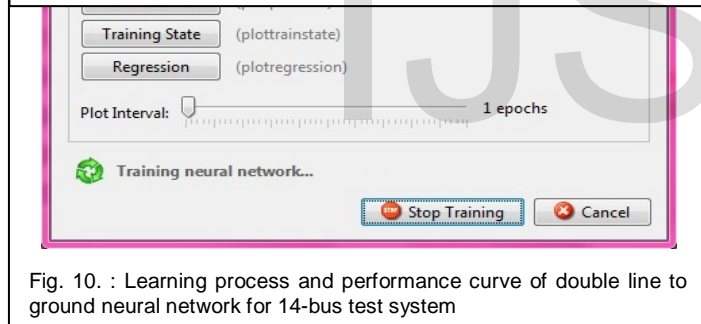 Training State (plottrainstate)
Regression (plotregression)
Plot Interval: 1 epochs
Training neural network...
Stop Training Cancel
Fig. 10. : Learning process and performance curve of double line to
ground neural network for 14-bus test system